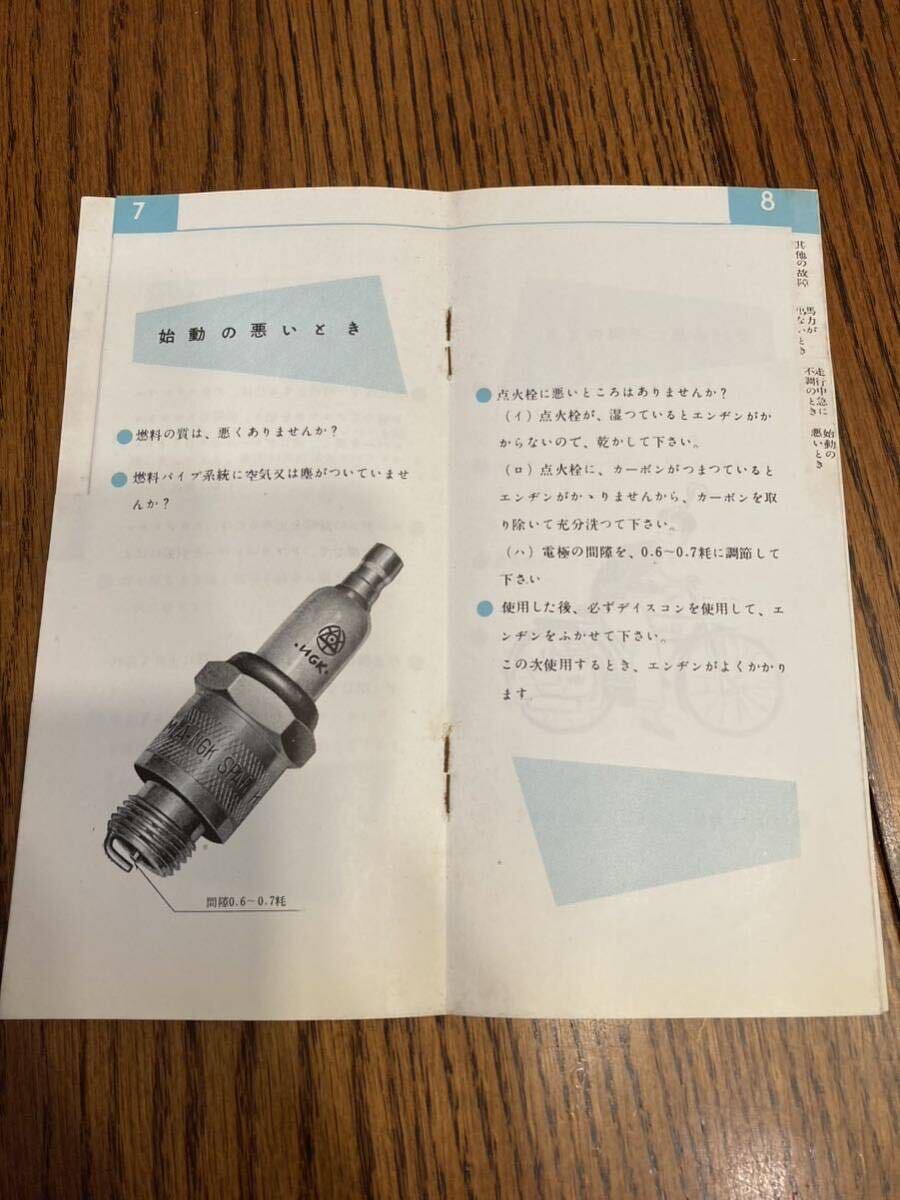 7
始動の悪いとき
燃料の質は、悪くありませんか？
燃料パイプ系統に空気又は塵がついていませ
んか？
NGK
NGK SPARK
間隙0.6〜0.7粍
8
点火栓に悪いところはありませんか？
（イ）点火栓が、湿つているとエンヂンがか
からないので、乾かして下さい。
（ロ）点火栓に、カーボンがつまつていると
エンヂンがかゝりませんから、カーボンを取
り除いて充分洗つて下さい。
（ハ）電極の間隙を、0.6〜0.7粍に調節して
下さい
使用した後、必ずデイスコンを使用して、エ
ンヂンをふかせて下さい。
この次使用するとき、エンヂンがよくかかり
ます。
其他の故障
馬力が
出ないとき
走行中急に
不調のとき
始動の
悪いとき